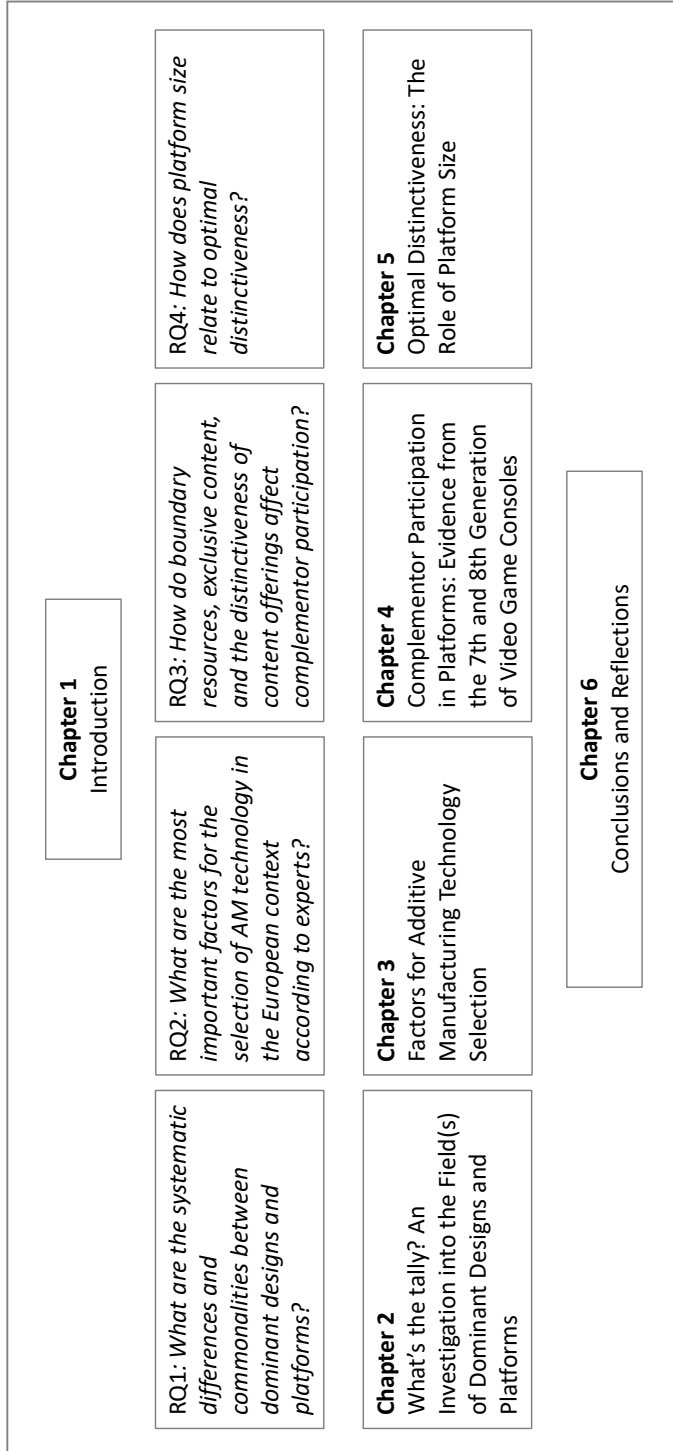 Chapter 1
Introduction
RQ1: What are the systematic
differences and
commonalities between
dominant designs and
platforms?
RQ2: What are the most
important factors for the
selection of AM technology in
the European context
according to experts?
RQ3: How do boundary
resources, exclusive content,
and the distinctiveness of
content offerings affect
complementor participation?
RQ4: How does platform size
relate to optimal
distinctiveness?
Chapter 2
What’s the tally? An
Investigation into the Field(s)
of Dominant Designs and
Platforms
Chapter 3
Factors for Additive
Manufacturing Technology
Selection
Chapter 4
Complementor Participation
in Platforms: Evidence from
the 7th and 8th Generation
of Video Game Consoles
Chapter 5
Optimal Distinctiveness: The
Role of Platform Size
Chapter 6
Conclusions and Reflections